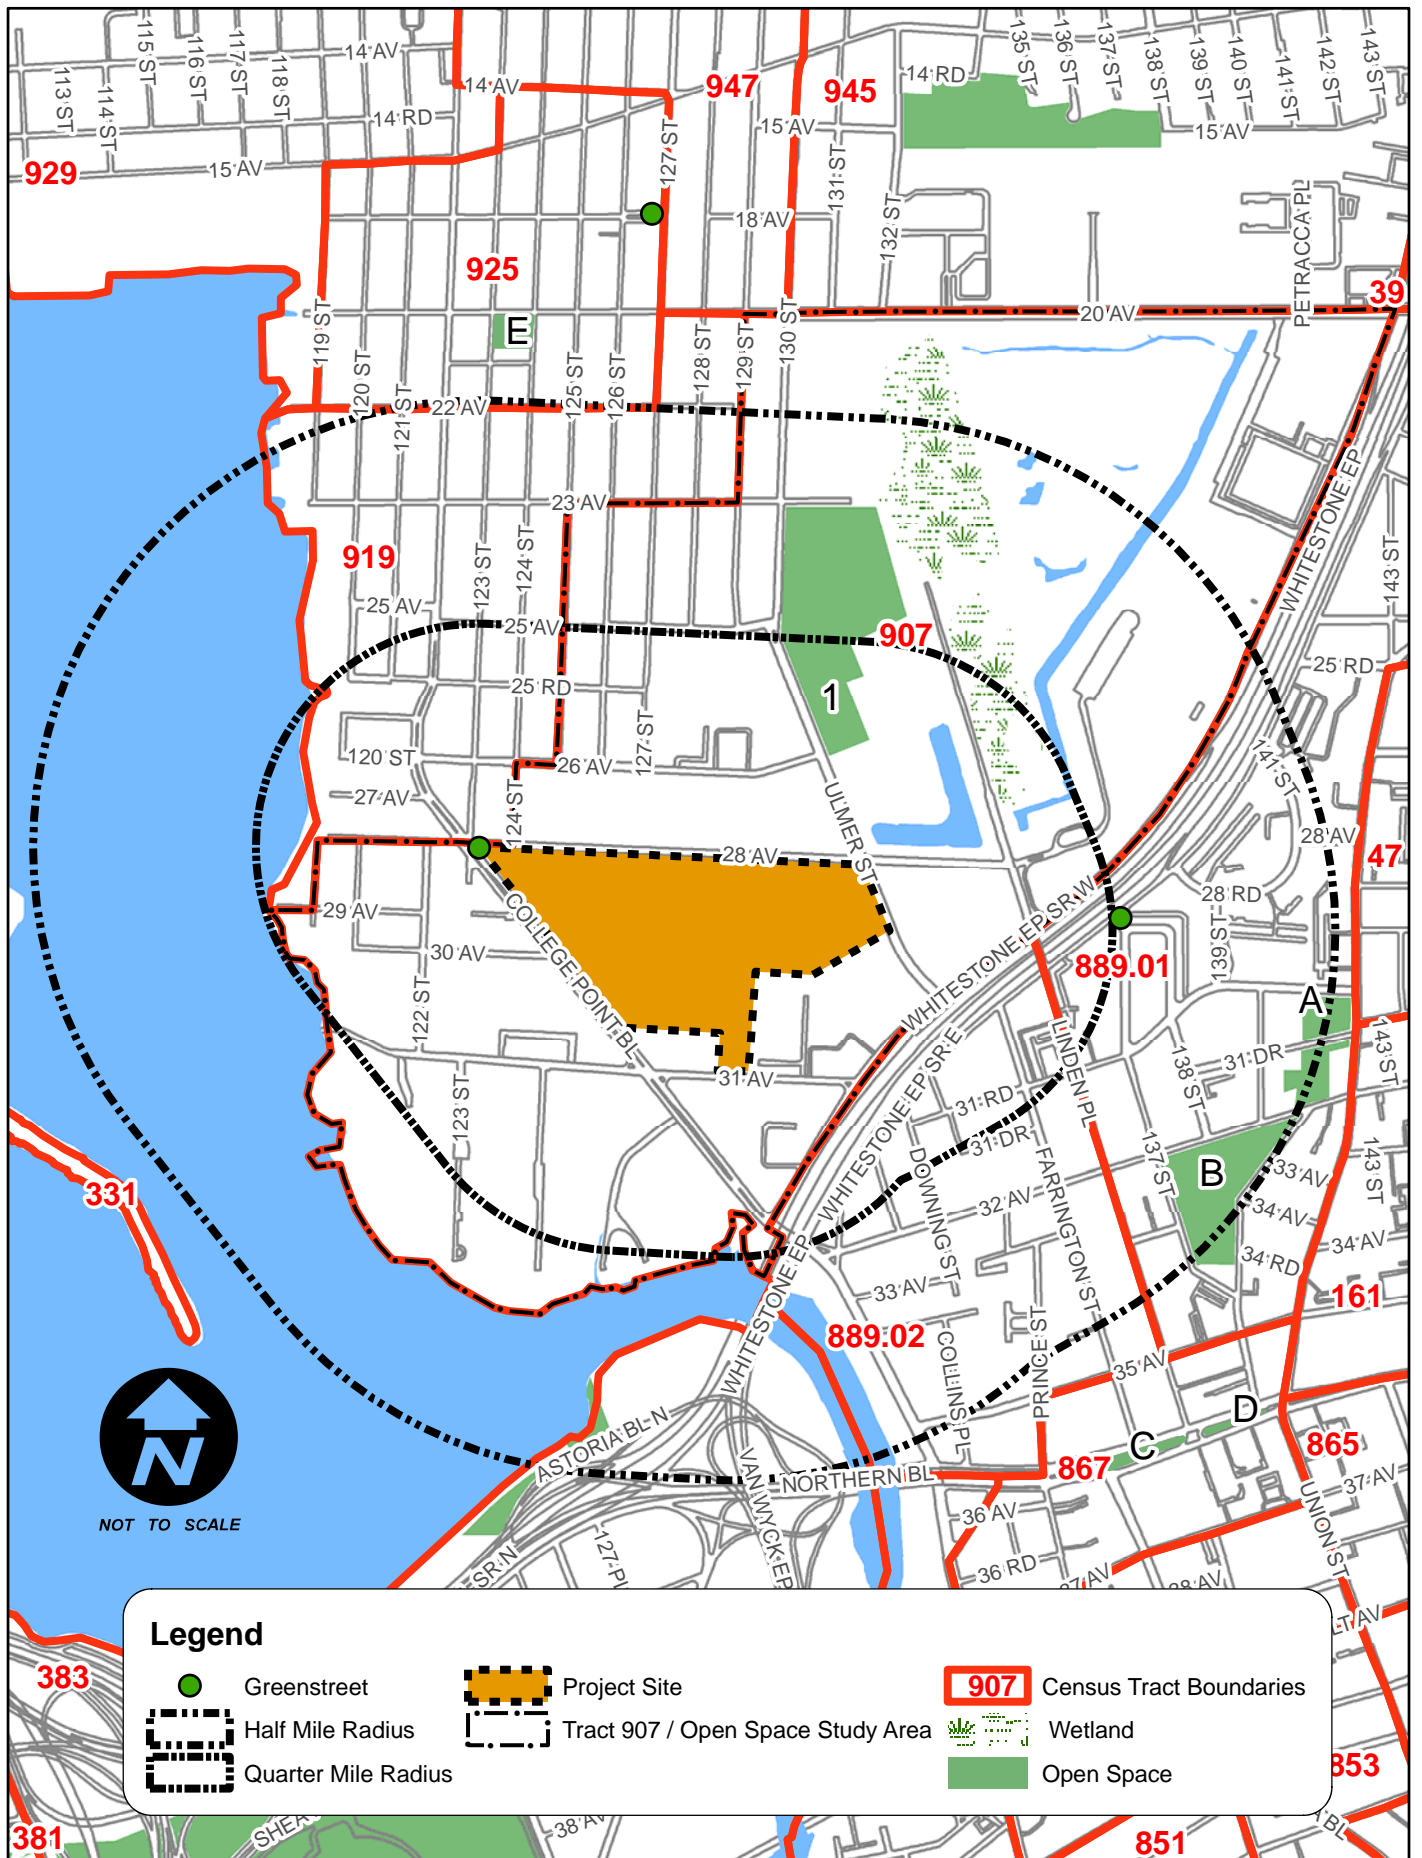 115 ST
116 ST
117 ST
118 ST
14 AV
113 ST
114 ST
14 RD
15 AV
929
14 AV
947
945
14 RD
135 ST
136 ST
137 ST
138 ST
139 ST
140 ST
141 ST
142 ST
143 ST
15 AV
15 AV
127 ST
131 ST
132 ST
18 AV
PETRACCA PL
925
39
20 AV
E
119 ST
120 ST
121 ST
22 AV
125 ST
126 ST
128 ST
129 ST
130 ST
23 AV
WHITESTONE EP
919
123 ST
124 ST
143 ST
25 AV
25 AV
907
25 RD
25 RD
1
127 ST
120 ST
26 AV
141 ST
27 AV
124 ST
ULMER ST
28 AV
28 AV
47
28 RD
29 AV
COLLEGE POINT BL
WHITESTONE EP SR W
139 ST
30 AV
889.01
122 ST
A
WHITESTONE EP SR E
LINDEN PL
31 DR
143 ST
138 ST
31 AV
31 RD
123 ST
31 DR
DOWNING ST
FARRINGTON ST
137 ST
B
33 AV
143 ST
331
32 AV
34 AV
34 AV
34 RD
WHITESTONE EP
33 AV
161
889.02
COLLINS PL
PRINCE ST
35 AV
D
C
ASTORIA BL N
VAN WYCK EP
NORTHERN BL
867
865
37 AV
N
NOT TO SCALE
36 AV
UNION ST
SR N
127 PL
36 RD
37 AV
38 AV
LT AV
Legend
383
Greenstreet
Project Site
907
Census Tract Boundaries
Half Mile Radius
Tract 907 / Open Space Study Area
Wetland
Quarter Mile Radius
Open Space
853
381
SHEA
38 AV
851
A BL